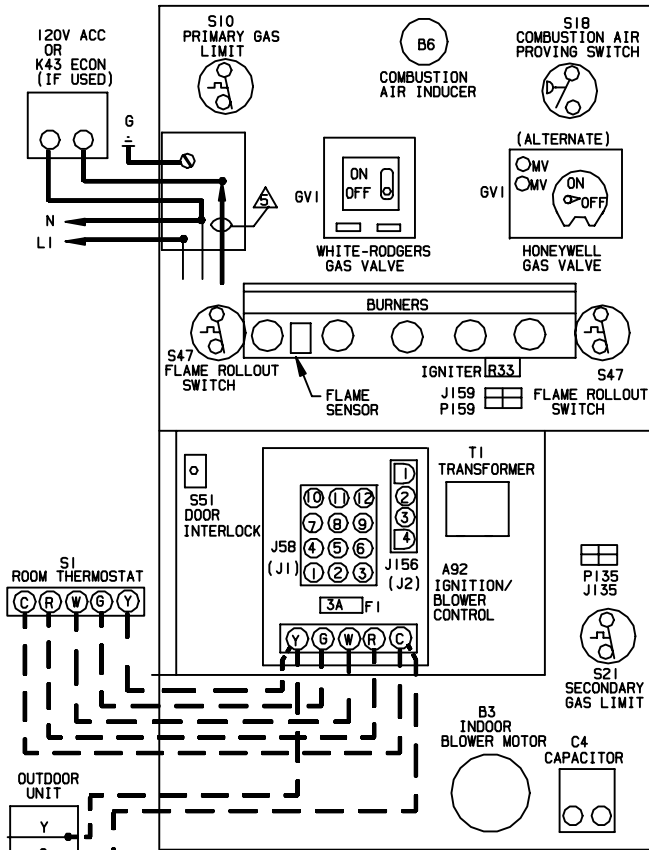 120V ACC
OR
K43 ECON
(IF USED)
S10
PRIMARY GAS
LIMIT
B6
COMBUSTION
AIR INDUCER
S18
COMBUSTION AIR
PROVING SWITCH
G
N
L1
5
GV1
ON
OFF
WHITE-RODGERS
GAS VALVE
(ALTERNATE)
GV1
MV
MV
ON
OFF
HONEYWELL
GAS VALVE
BURNERS
S47
FLAME ROLLOUT
SWITCH
FLAME
SENSOR
IGNITER R33
J159
P159
S47
FLAME ROLLOUT
SWITCH
S51
DOOR
INTERLOCK
J58
(J1)
10 11 12
7 8 9
4 5 6
1 2 3
1
2
3
4
J156
(J2)
T1
TRANSFORMER
A92
IGNITION/
BLOWER
CONTROL
3A F1
Y G W R C
S1
ROOM THERMOSTAT
C R W G Y
P135
J135
S21
SECONDARY
GAS LIMIT
B3
INDOOR
BLOWER MOTOR
C4
CAPACITOR
OUTDOOR
UNIT
Y